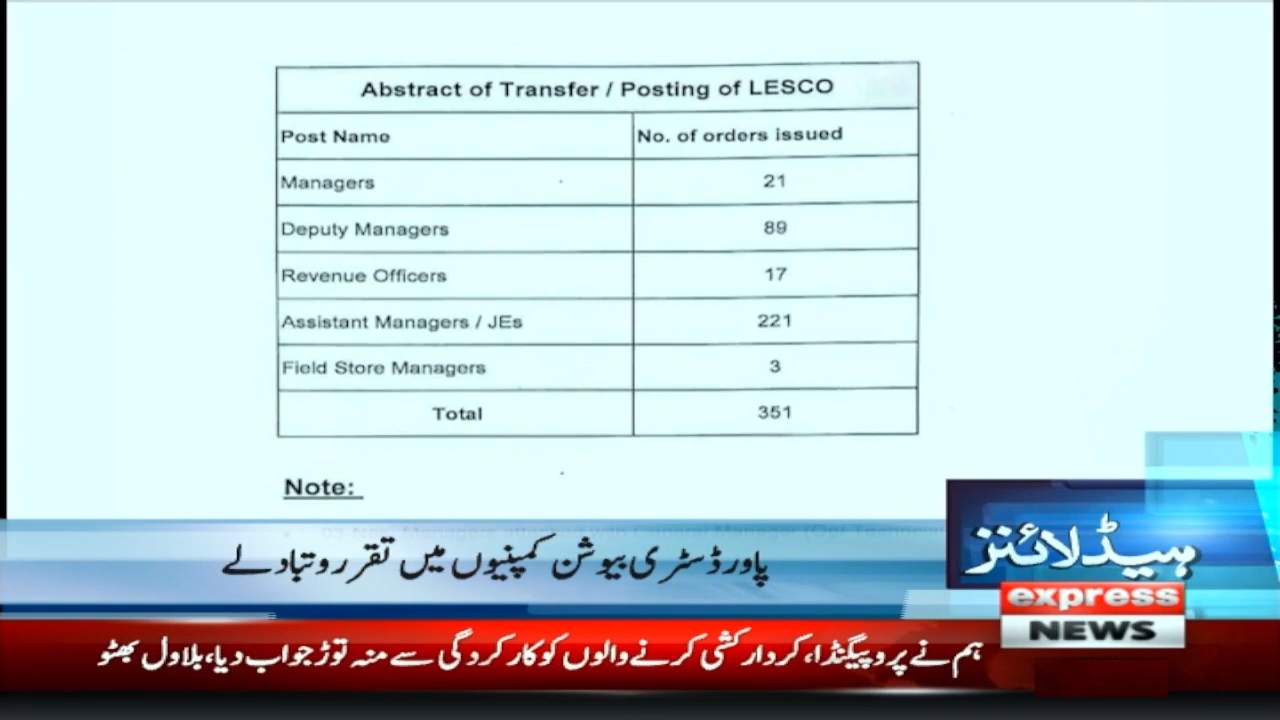 Abstract of Transfer / Posting of LESCO
Post Name No. of orders issued
Managers 21
Deputy Managers 89
Revenue Officers 17
Assistant Managers / JEs 221
Field Store Managers 3
Total 351
Note:
پاور ڈسٹری بیوشن کمپنیوں میں تقرر و تبادلے
ہیڈلائنز
express
NEWS
ہم نے پروپیگنڈا، کردار کشی کرنے والوں کو کارکردگی سے منہ توڑ جواب دیا، بلاول بھٹو